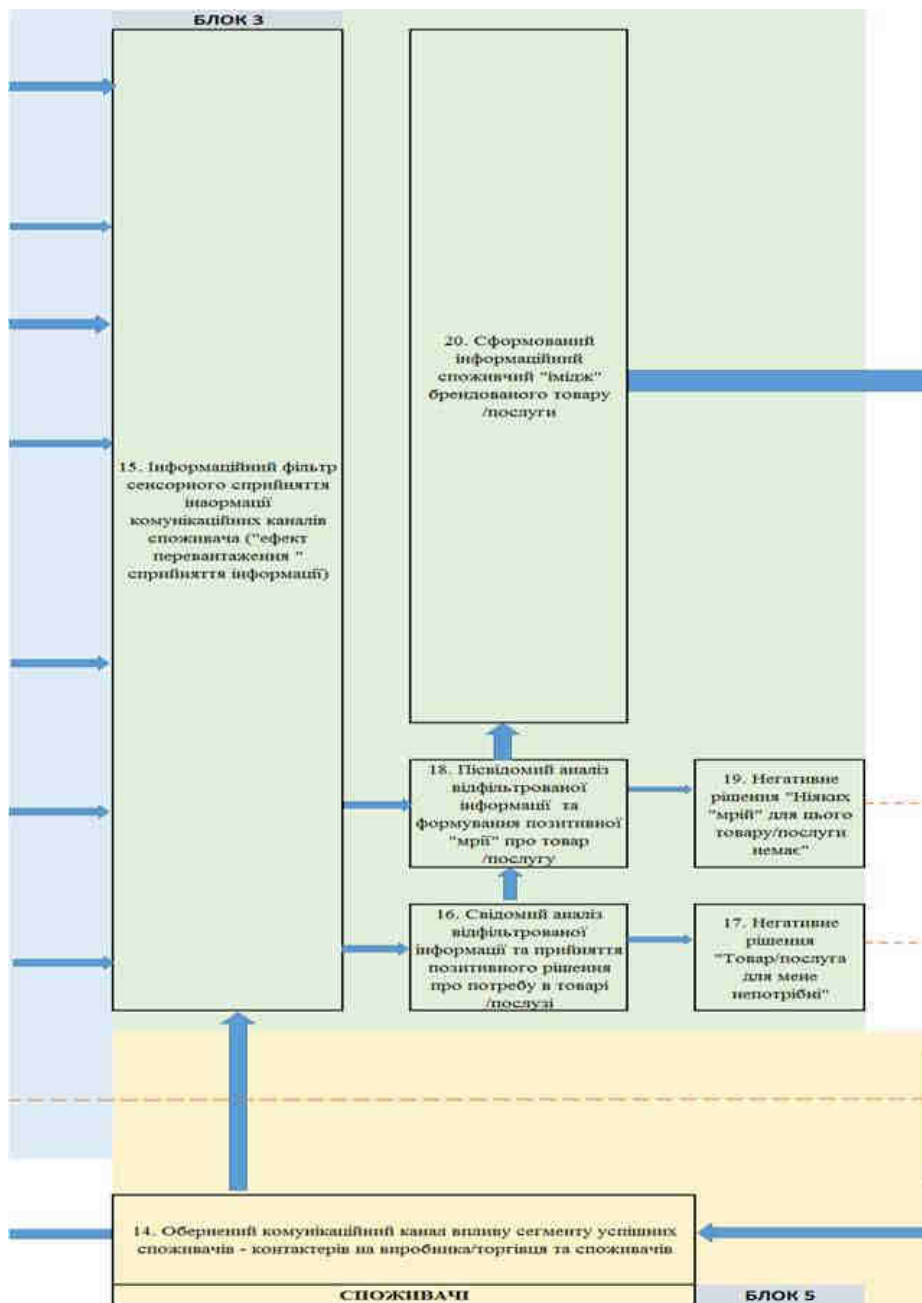 БЛОК 3
20. Сформований
інформаційний
споживчий "імідж"
брендованого товару
/послуги
15. Інформаційний фільтр
сенсорного сприйняття
інаормації
комунікаційних каналів
споживача ("ефект
перевантаження "
сприйняття інформації)
18. Пісвідомий аналіз
відфільтрованої
інформації та
формування позитивної
"мрії" про товар
/послугу
19. Негативне
рішення "Ніяких
"мрій" для цього
товару/послуги
немає"
16. Свідомий аналіз
відфільтрованої
інформації та прийняття
позитивного рішення
про потребу в товарі
/послузі
17. Негативне
рішення
"Товар/послуга
для мене
непотрібні"
14. Обернений комунікаційний канал впливу сегменту успішних
споживачів - контактерів на виробника/торгівця та споживачів
СПОЖИВАЧІ
БЛОК 5